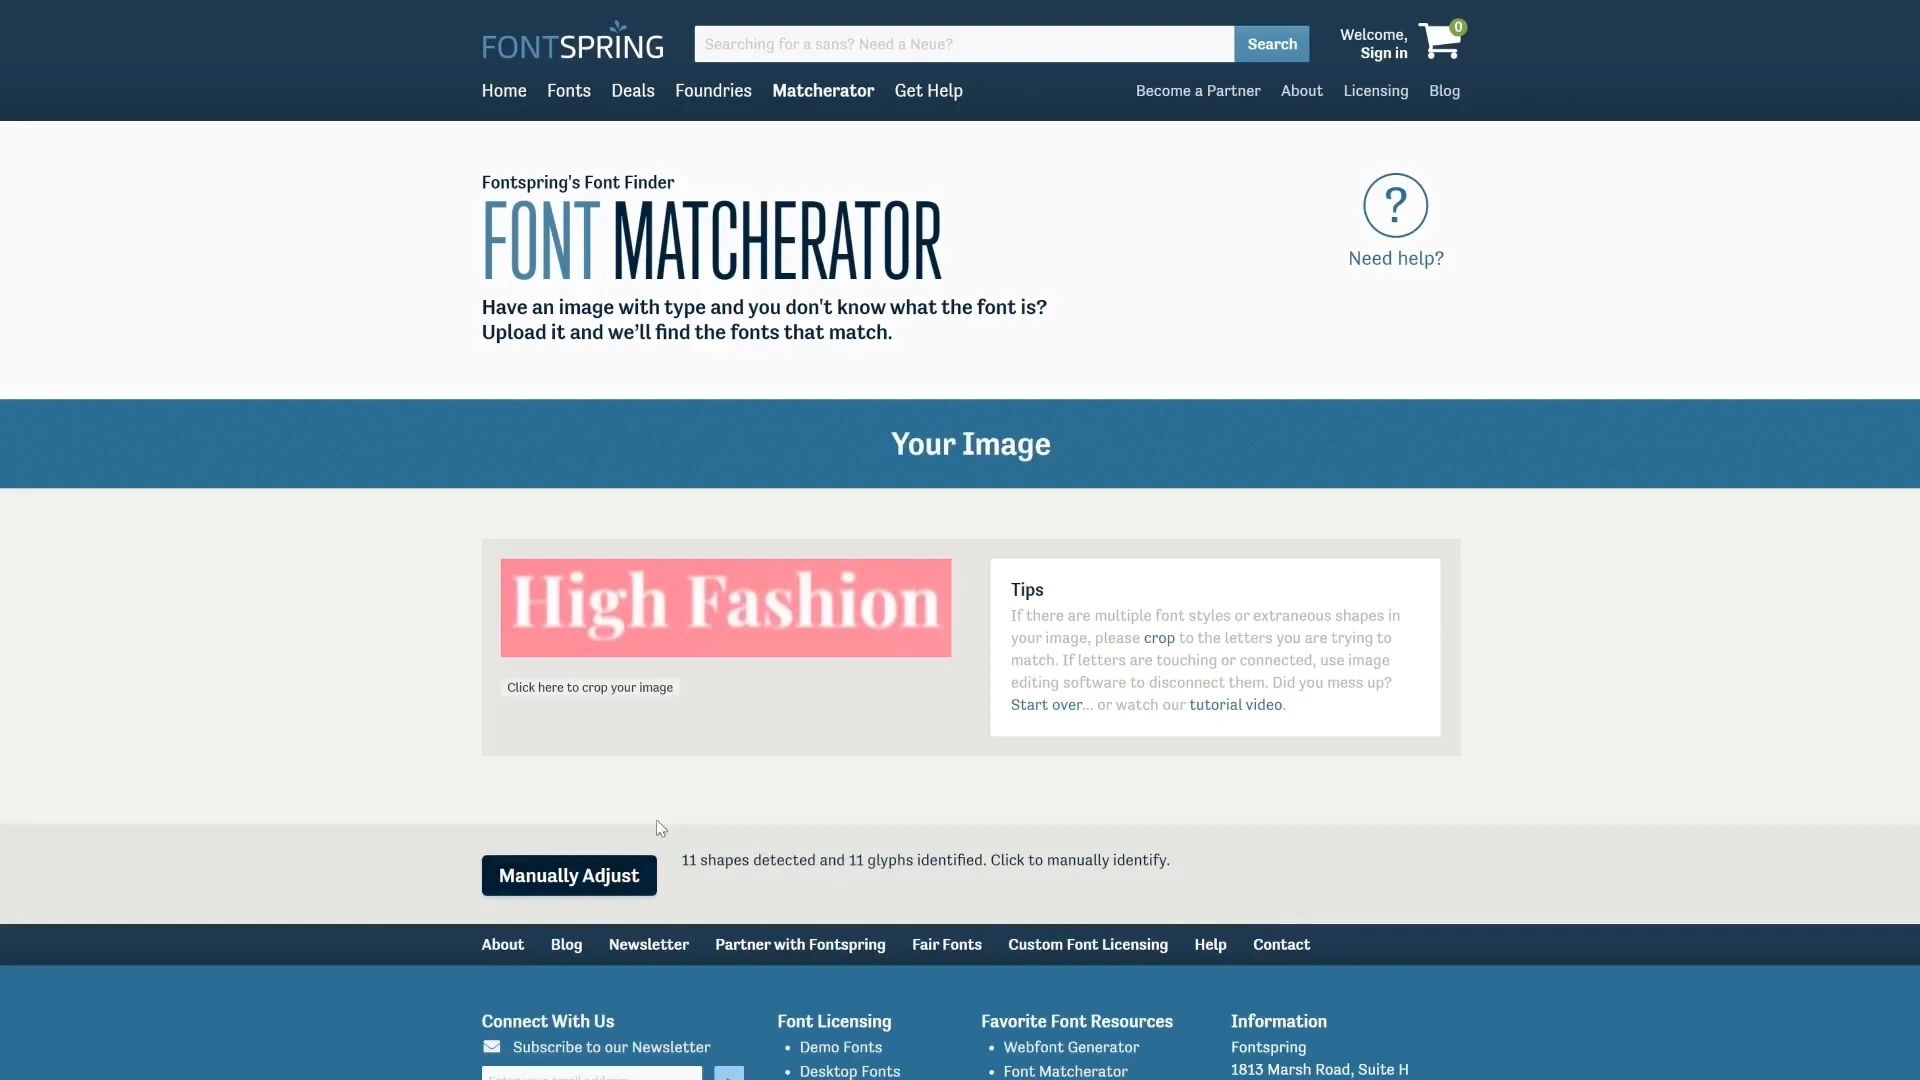 FONTSPRING
Searching for a sans? Need a Neue?
Search
Welcome,
Sign in
0
Home Fonts Deals Foundries Matcherator Get Help
Become a Partner About Licensing Blog
Fontspring's Font Finder
FONT MATCHERATOR
Have an image with type and you don't know what the font is?
Upload it and we’ll find the fonts that match.
?
Need help?
Your Image
High Fashion
Click here to crop your image
Tips
If there are multiple font styles or extraneous shapes in
your image, please crop to the letters you are trying to
match. If letters are touching or connected, use image
editing software to disconnect them. Did you mess up?
Start over... or watch our tutorial video.
Manually Adjust
11 shapes detected and 11 glyphs identified. Click to manually identify.
About Blog Newsletter Partner with Fontspring Fair Fonts Custom Font Licensing Help Contact
Connect With Us
Subscribe to our Newsletter
Font Licensing
• Demo Fonts
• Desktop Fonts
Favorite Font Resources
• Webfont Generator
• Font Matcherator
Information
Fontspring
1813 Marsh Road, Suite H